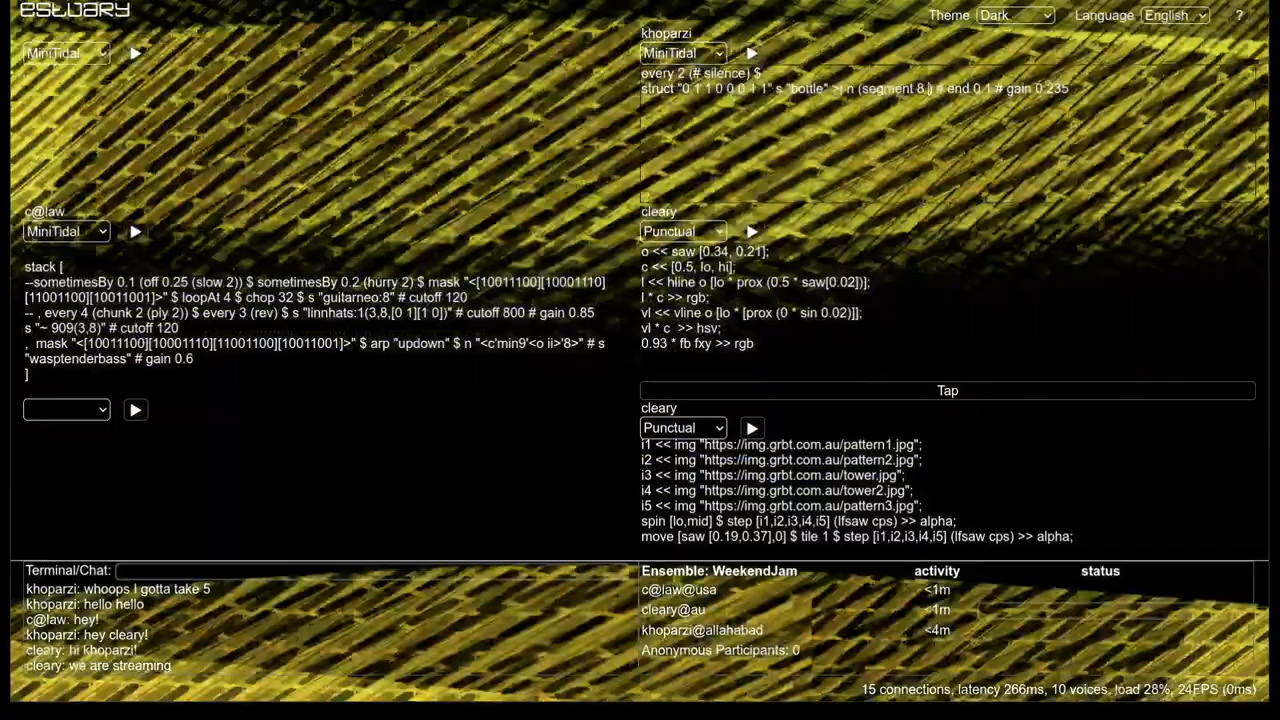 estuary
Theme Dark Language English ?
MiniTidal
khoparzi
MiniTidal
every 2 (# silence) $
struct "0 1 1 0 0 0 1 1" s "bottle" >| n (segment 8 ) # end 0.1 # gain 0.235
c@law
MiniTidal
stack [
--sometimesBy 0.1 (off 0.25 (slow 2)) $ sometimesBy 0.2 (hurry 2) $ mask "<[10011100][10001110]
[11001100][10011001]>" $ loopAt 4 $ chop 32 $ s "guitarneo:8" # cutoff 120
-- , every 4 (chunk 2 (ply 2)) $ every 3 (rev) $ s "linnhats:1(3,8,[0 1][1 0])" # cutoff 800 # gain 0.85
s "~ 909(3,8)" # cutoff 120
, mask "<[10011100][10001110][11001100][10011001]>" $ arp "updown" $ n "<c'min9'<o ii>'8>" # s
"wasptenderbass" # gain 0.6
]
cleary
Punctual
o << saw [0.34, 0.21];
c << [0.5, lo, hi];
l << hline o [lo * prox (0.5 * saw[0.02])];
l * c >> rgb;
vl << vline o [lo * [prox (0 * sin 0.02)]];
vl * c >> hsv;
0.93 * fb fxy >> rgb
Tap
cleary
Punctual
i1 << img "https://img.grbt.com.au/pattern1.jpg";
i2 << img "https://img.grbt.com.au/pattern2.jpg";
i3 << img "https://img.grbt.com.au/tower.jpg";
i4 << img "https://img.grbt.com.au/tower2.jpg";
i5 << img "https://img.grbt.com.au/pattern3.jpg";
spin [lo,mid] $ step [i1,i2,i3,i4,i5] (lfsaw cps) >> alpha;
move [saw [0.19,0.37],0] $ tile 1 $ step [i1,i2,i3,i4,i5] (lfsaw cps) >> alpha;
Terminal/Chat:
khoparzi: whoops I gotta take 5
khoparzi: hello hello
c@law: hey!
khoparzi: hey cleary!
cleary: hi khoparzi!
cleary: we are streaming
Ensemble: WeekendJam activity status
c@law@usa <1m
cleary@au <1m
khoparzi@allahabad <4m
Anonymous Participants: 0
15 connections, latency 266ms, 10 voices, load 28%, 24FPS (0ms)